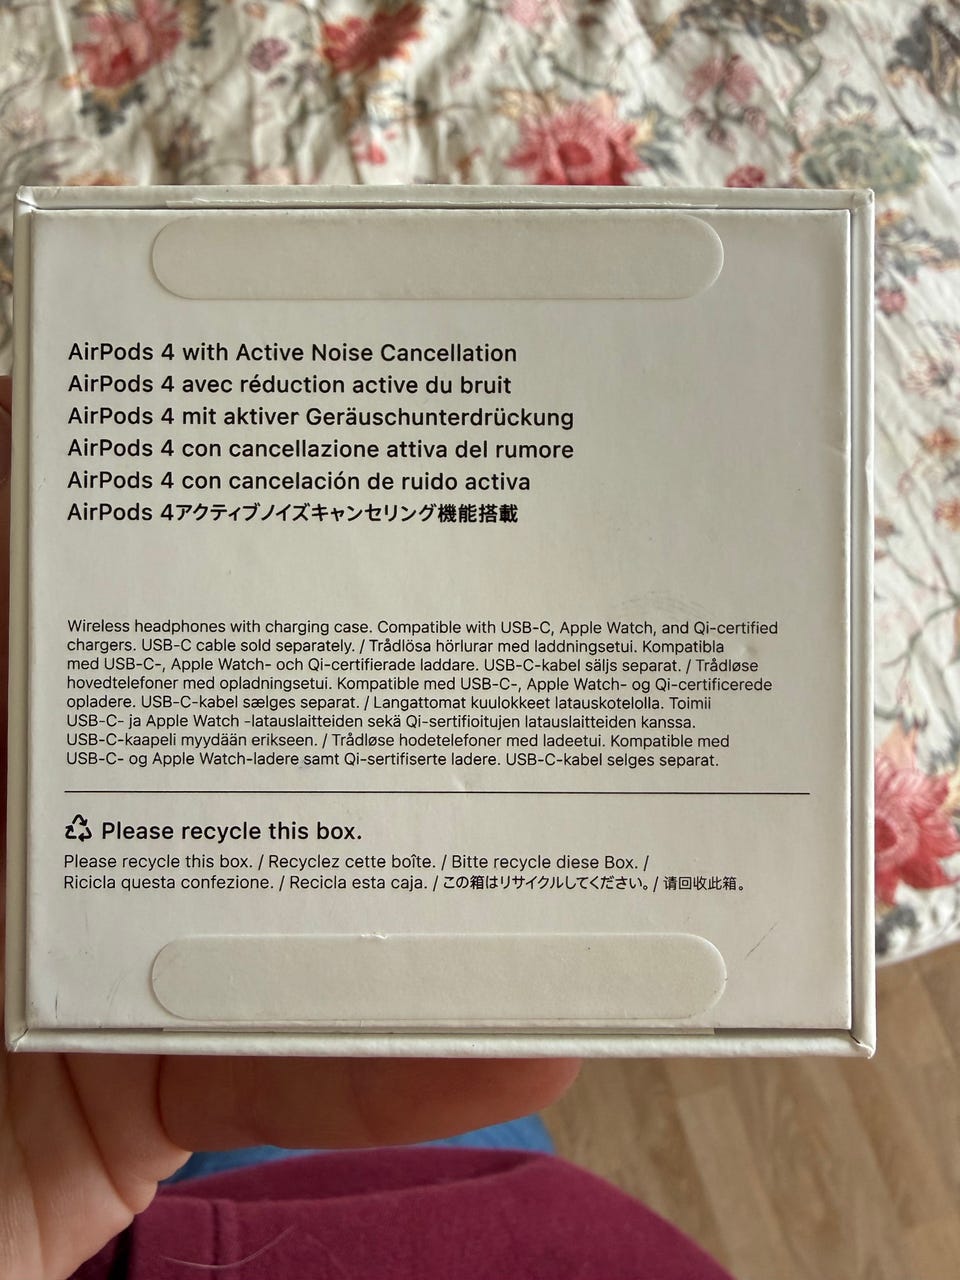 AirPods 4 with Active Noise Cancellation
AirPods 4 avec réduction active du bruit
AirPods 4 mit aktiver Geräuschunterdrückung
AirPods 4 con cancellazione attiva del rumore
AirPods 4 con cancelación de ruido activa
AirPods 4アクティブノイズキャンセリング機能搭載
Wireless headphones with charging case. Compatible with USB-C, Apple Watch, and Qi-certified
chargers. USB-C cable sold separately. / Trådlösa hörlurar med laddningsetui. Kompatibla
med USB-C-, Apple Watch- och Qi-certifierade laddare. USB-C-kabel säljs separat. / Trådløse
hovedtelefoner med opladningsetui. Kompatible med USB-C-, Apple Watch- og Qi-certificerede
opladere. USB-C-kabel sælges separat. / Langattomat kuulokkeet latauskotelolla. Toimii
USB-C- ja Apple Watch -latauslaitteiden sekä Qi-sertifioitujen latauslaitteiden kanssa.
USB-C-kaapeli myydään erikseen. / Trådløse hodetelefoner med ladeetui. Kompatible med
USB-C- og Apple Watch-ladere samt Qi-sertifiserte ladere. USB-C-kabel selges separat.
Please recycle this box.
Please recycle this box. / Recyclez cette boîte. / Bitte recycle diese Box. /
Ricicla questa confezione. / Recicla esta caja. / この箱はリサイクルしてください。/ 请回收此箱。